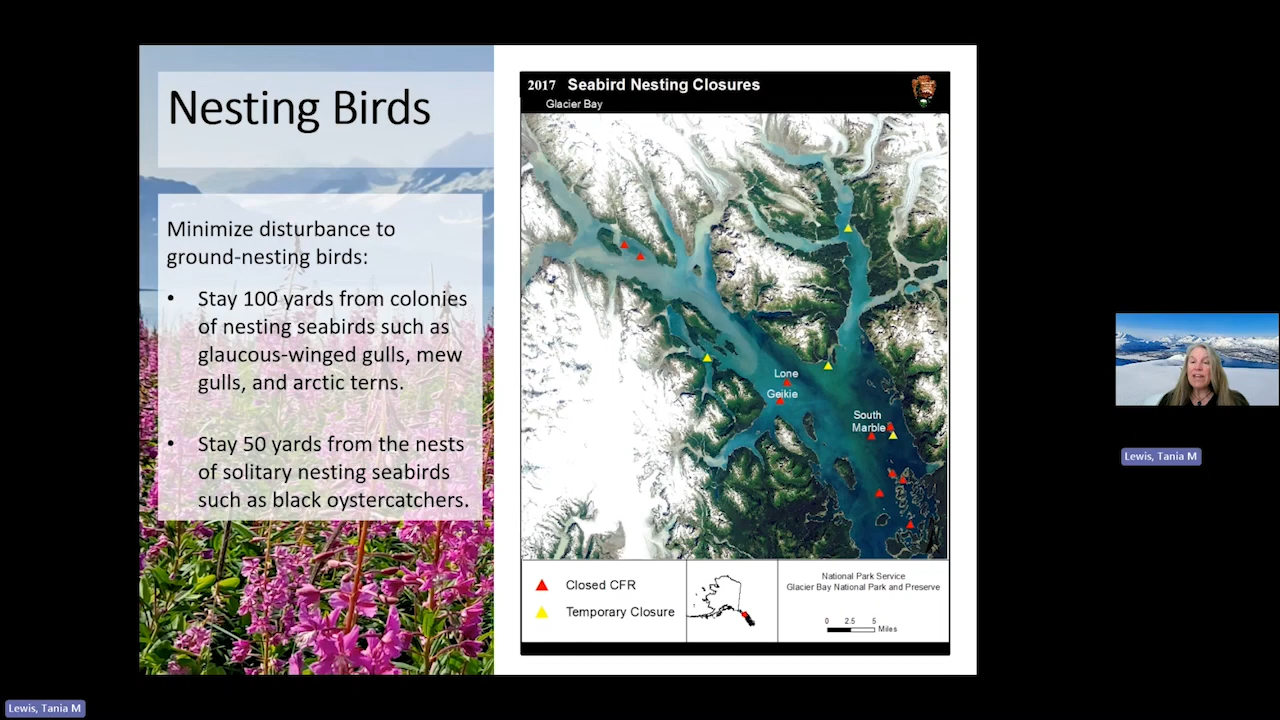 Nesting Birds
Minimize disturbance to
ground-nesting birds:
• Stay 100 yards from colonies
of nesting seabirds such as
glaucous-winged gulls, mew
gulls, and arctic terns.
• Stay 50 yards from the nests
of solitary nesting seabirds
such as black oystercatchers.
2017 Seabird Nesting Closures
Glacier Bay
Lone
Geikie
South
Marble
Closed CFR
Temporary Closure
National Park Service
Glacier Bay National Park and Preserve
0 2.5 5
Miles
Lewis, Tania M
Lewis, Tania M